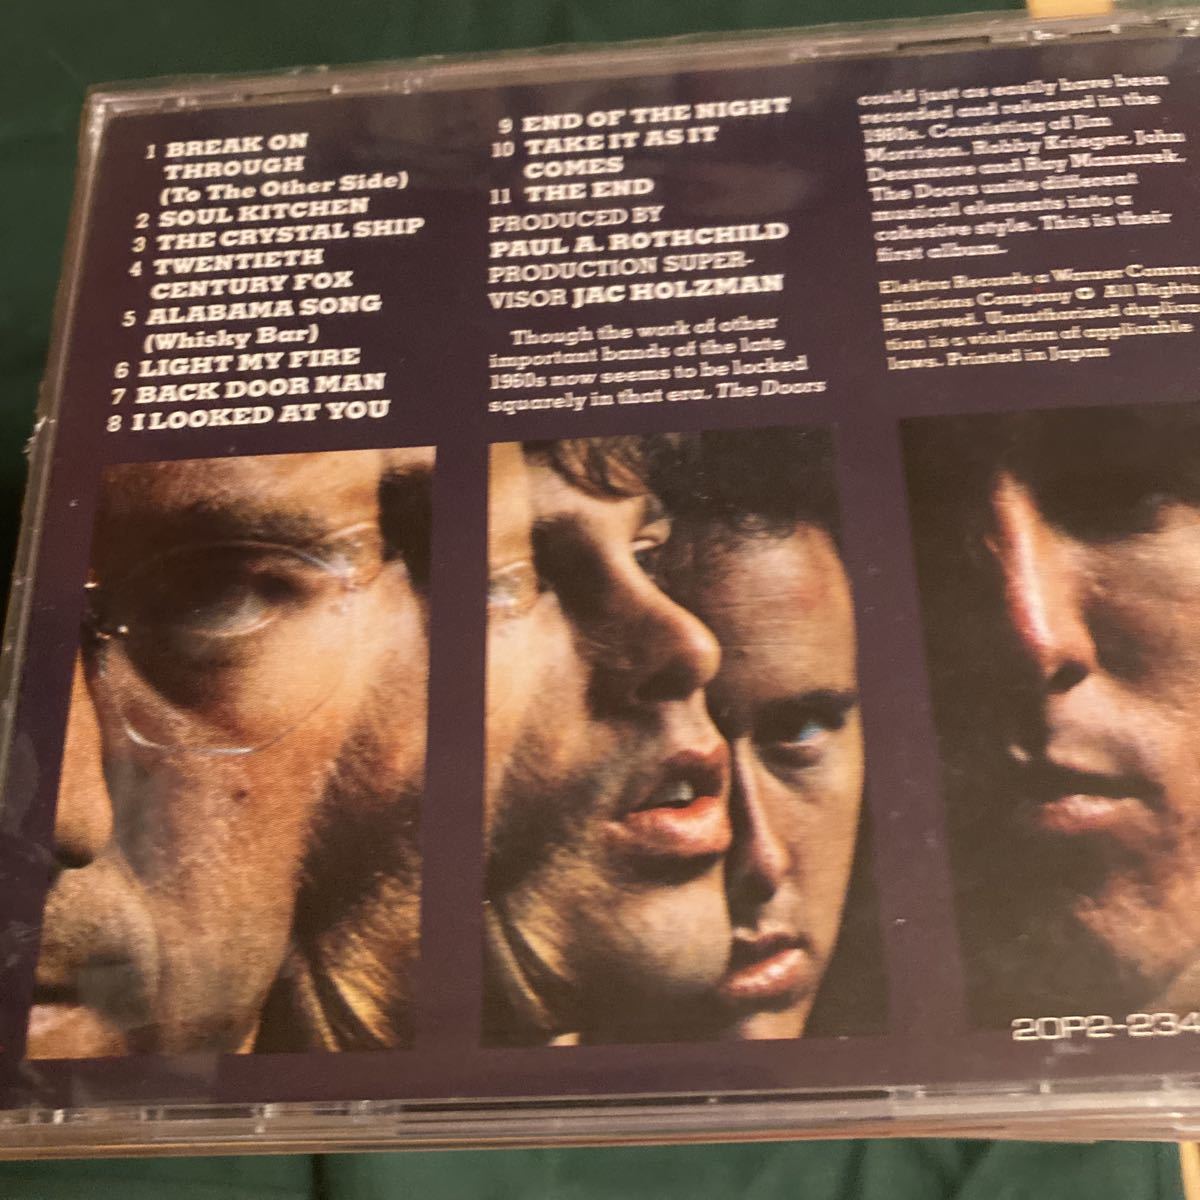 1 BREAK ON
THROUGH
(To The Other Side)
2 SOUL KITCHEN
3 THE CRYSTAL SHIP
4 TWENTIETH
CENTURY FOX
5 ALABAMA SONG
(Whisky Bar)
6 LIGHT MY FIRE
7 BACK DOOR MAN
8 I LOOKED AT YOU
9 END OF THE NIGHT
10 TAKE IT AS IT
COMES
11 THE END
PRODUCED BY
PAUL A. ROTHCHILD
PRODUCTION SUPER-
VISOR JAC HOLZMAN
Though the work of other
important bands of the late
1960s now seems to be locked
squarely in that era, The Doors
could just as easily have been
recorded and released in the
1980s. Consisting of Jim
Morrison, Robby Krieger, John
Densmore and Ray Manzarek,
The Doors unite different
musical elements into a
cohesive style. This is their
first album.
Elektra Records a Warner Commu-
nications Company All Rights
Reserved. Unauthorized duplica-
tion is a violation of applicable
laws. Printed in Japan
20P2-234